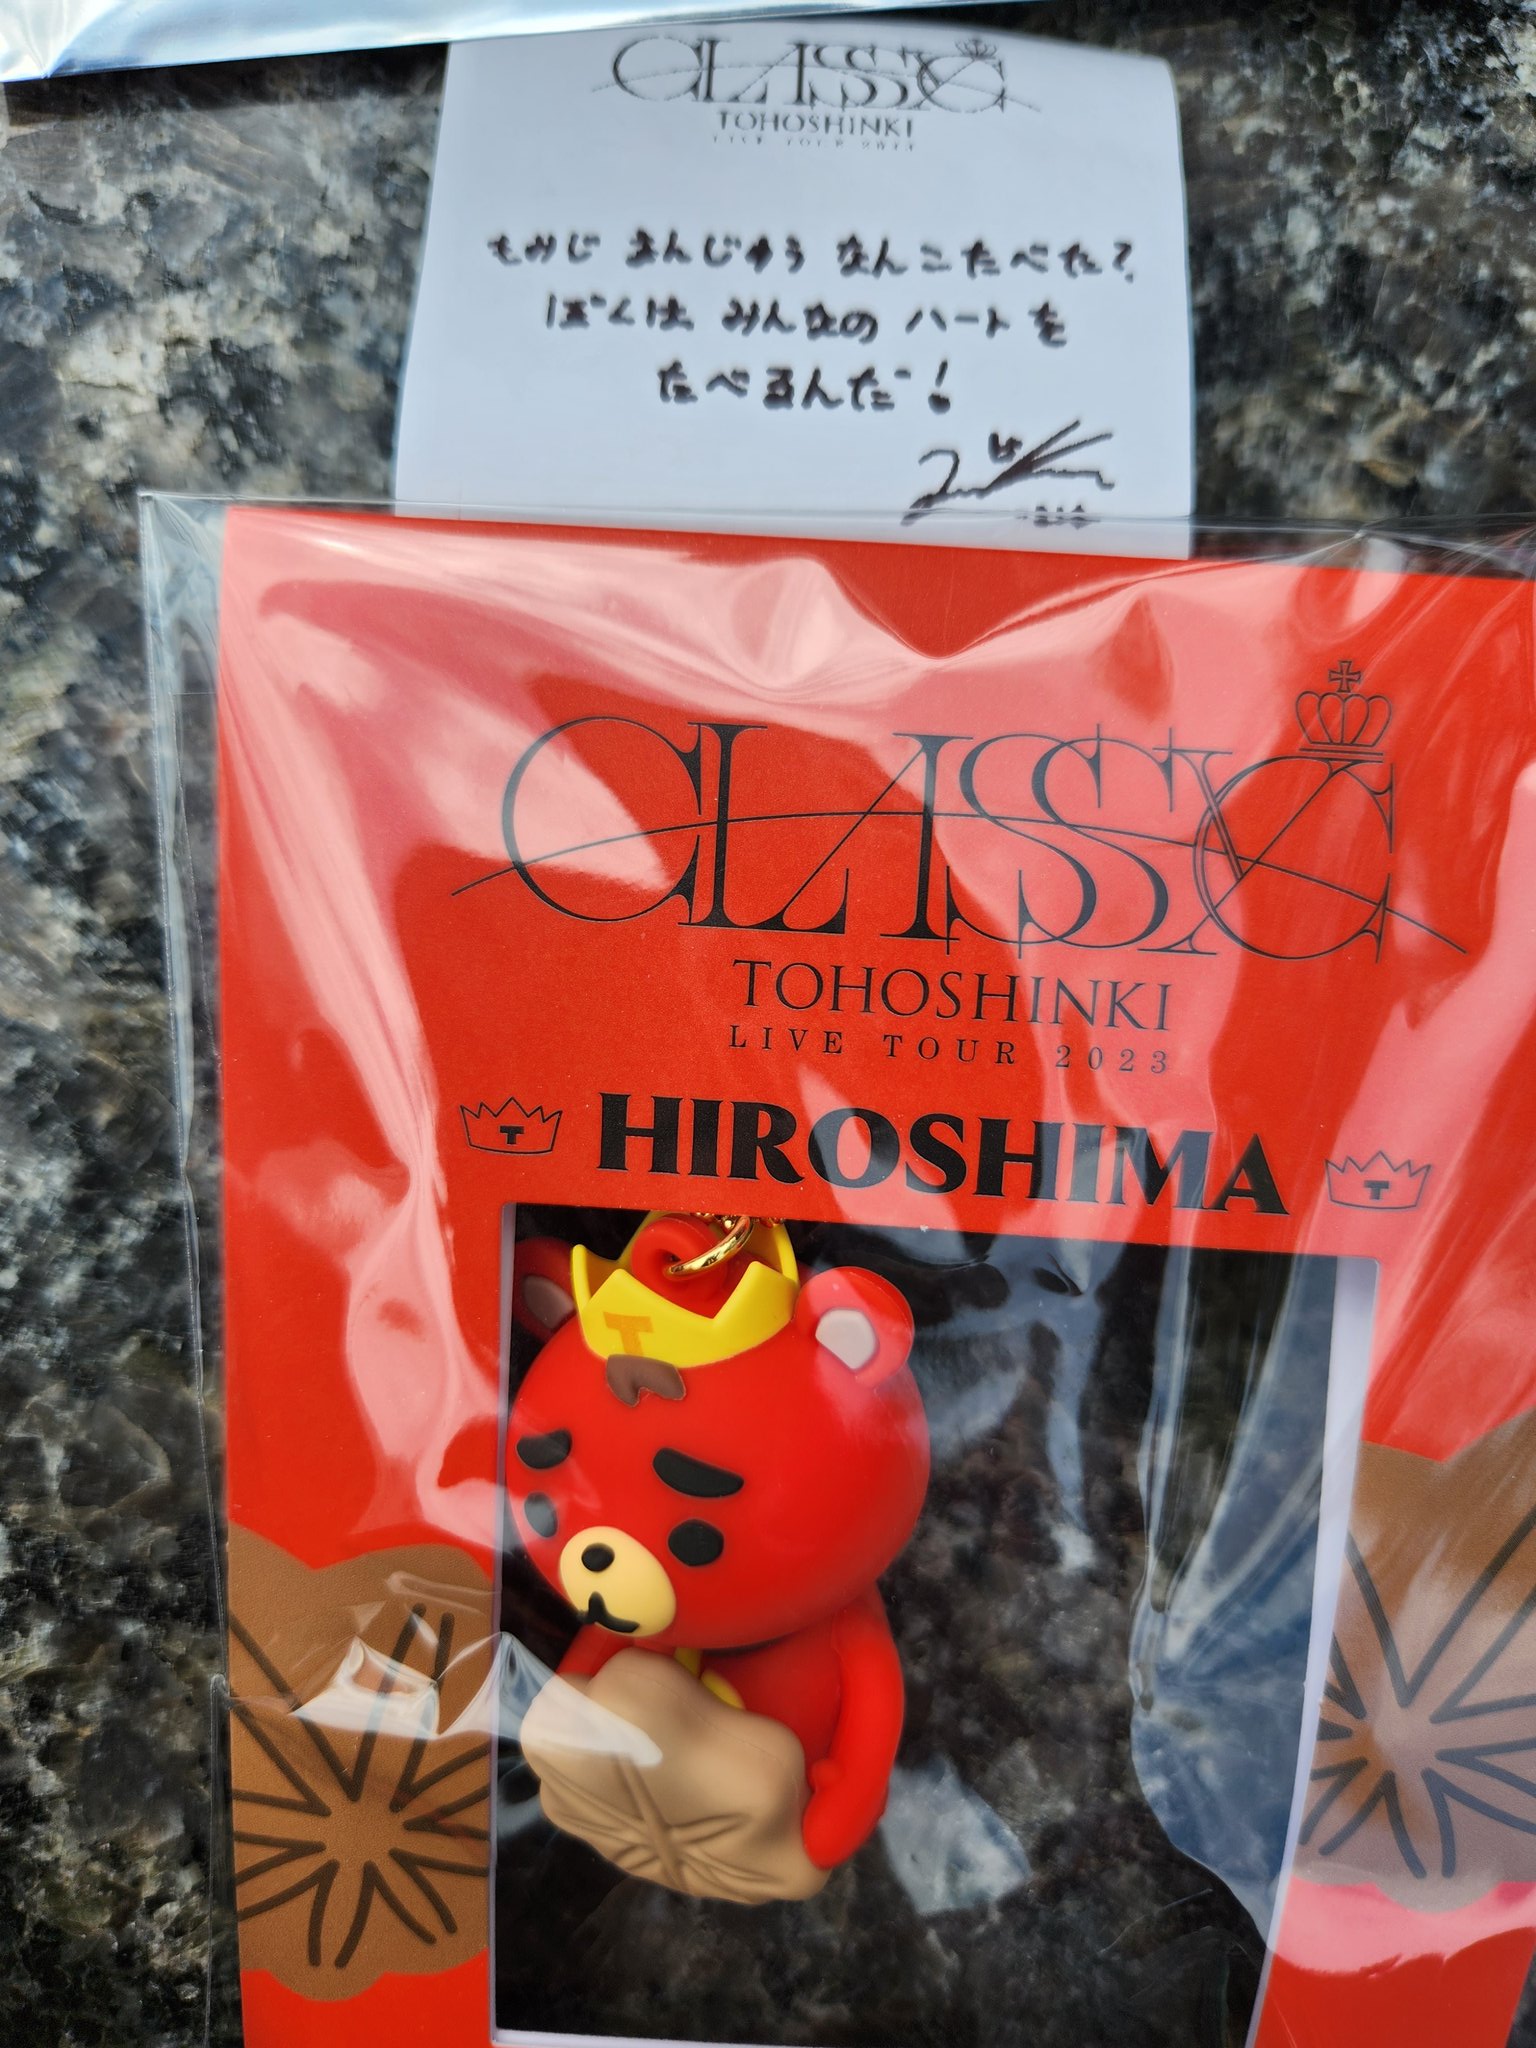 CLASSIC
TOHOSHINKI
LIVE TOUR 2023
もみじ まんじゅう なんこたべた?
ぼくは みんなの ハートを
たべるんだ!
CLASSIC
TOHOSHINKI
LIVE TOUR 2023
T HIROSHIMA T
T